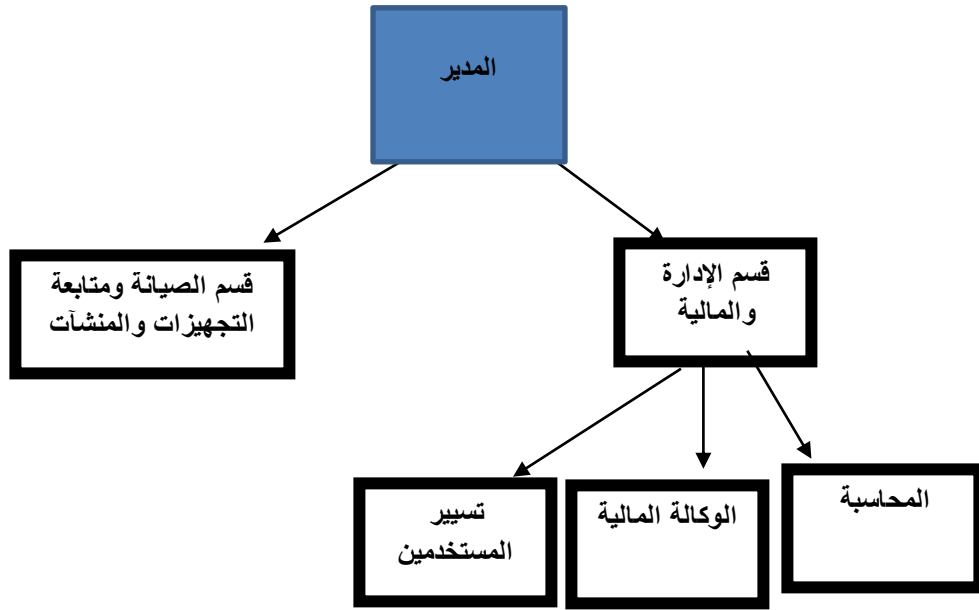 المدير
قسم الإدارة
والمالية
قسم الصيانة ومتابعة
التجهيزات والمنشآت
المحاسبة
الوكالة المالية
تسيير
المستخدمين